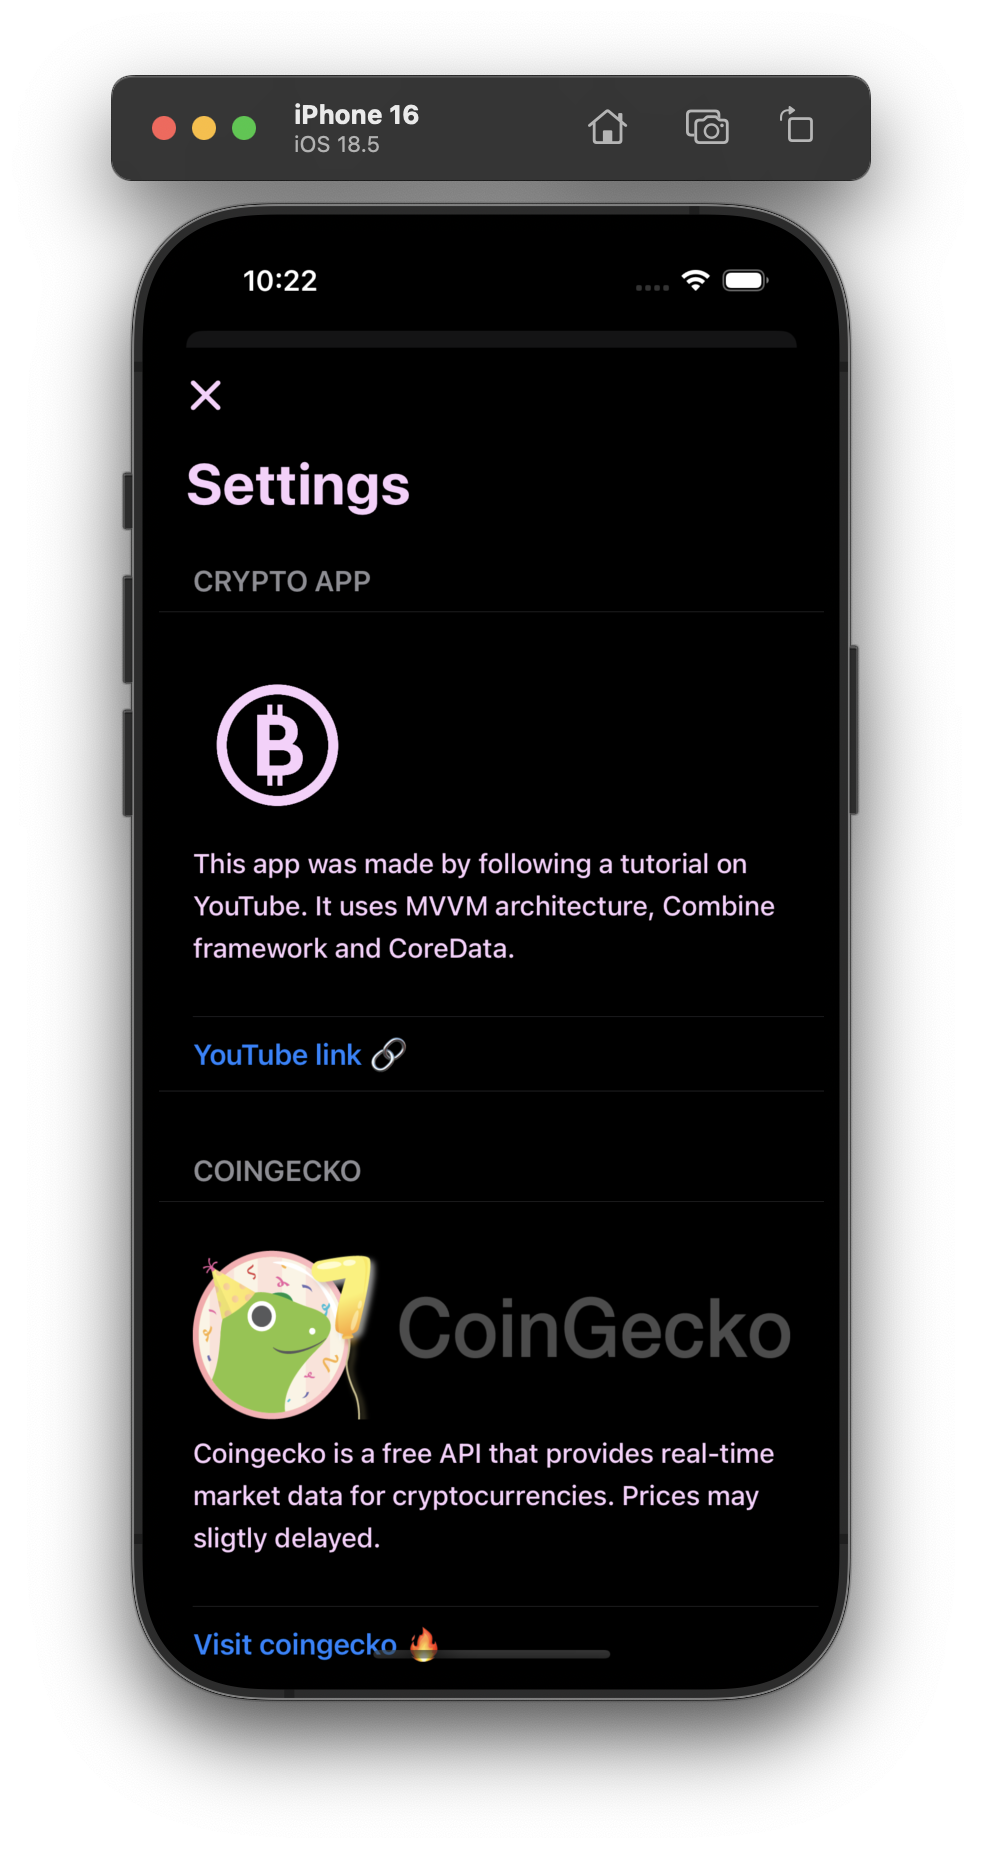 iPhone 16
iOS 18.5
10:22
Settings
CRYPTO APP
This app was made by following a tutorial on
YouTube. It uses MVVM architecture, Combine
framework and CoreData.
YouTube link 🔗
COINGECKO
7 CoinGecko
Coingecko is a free API that provides real-time
market data for cryptocurrencies. Prices may
sligtly delayed.
Visit coingecko 🔥